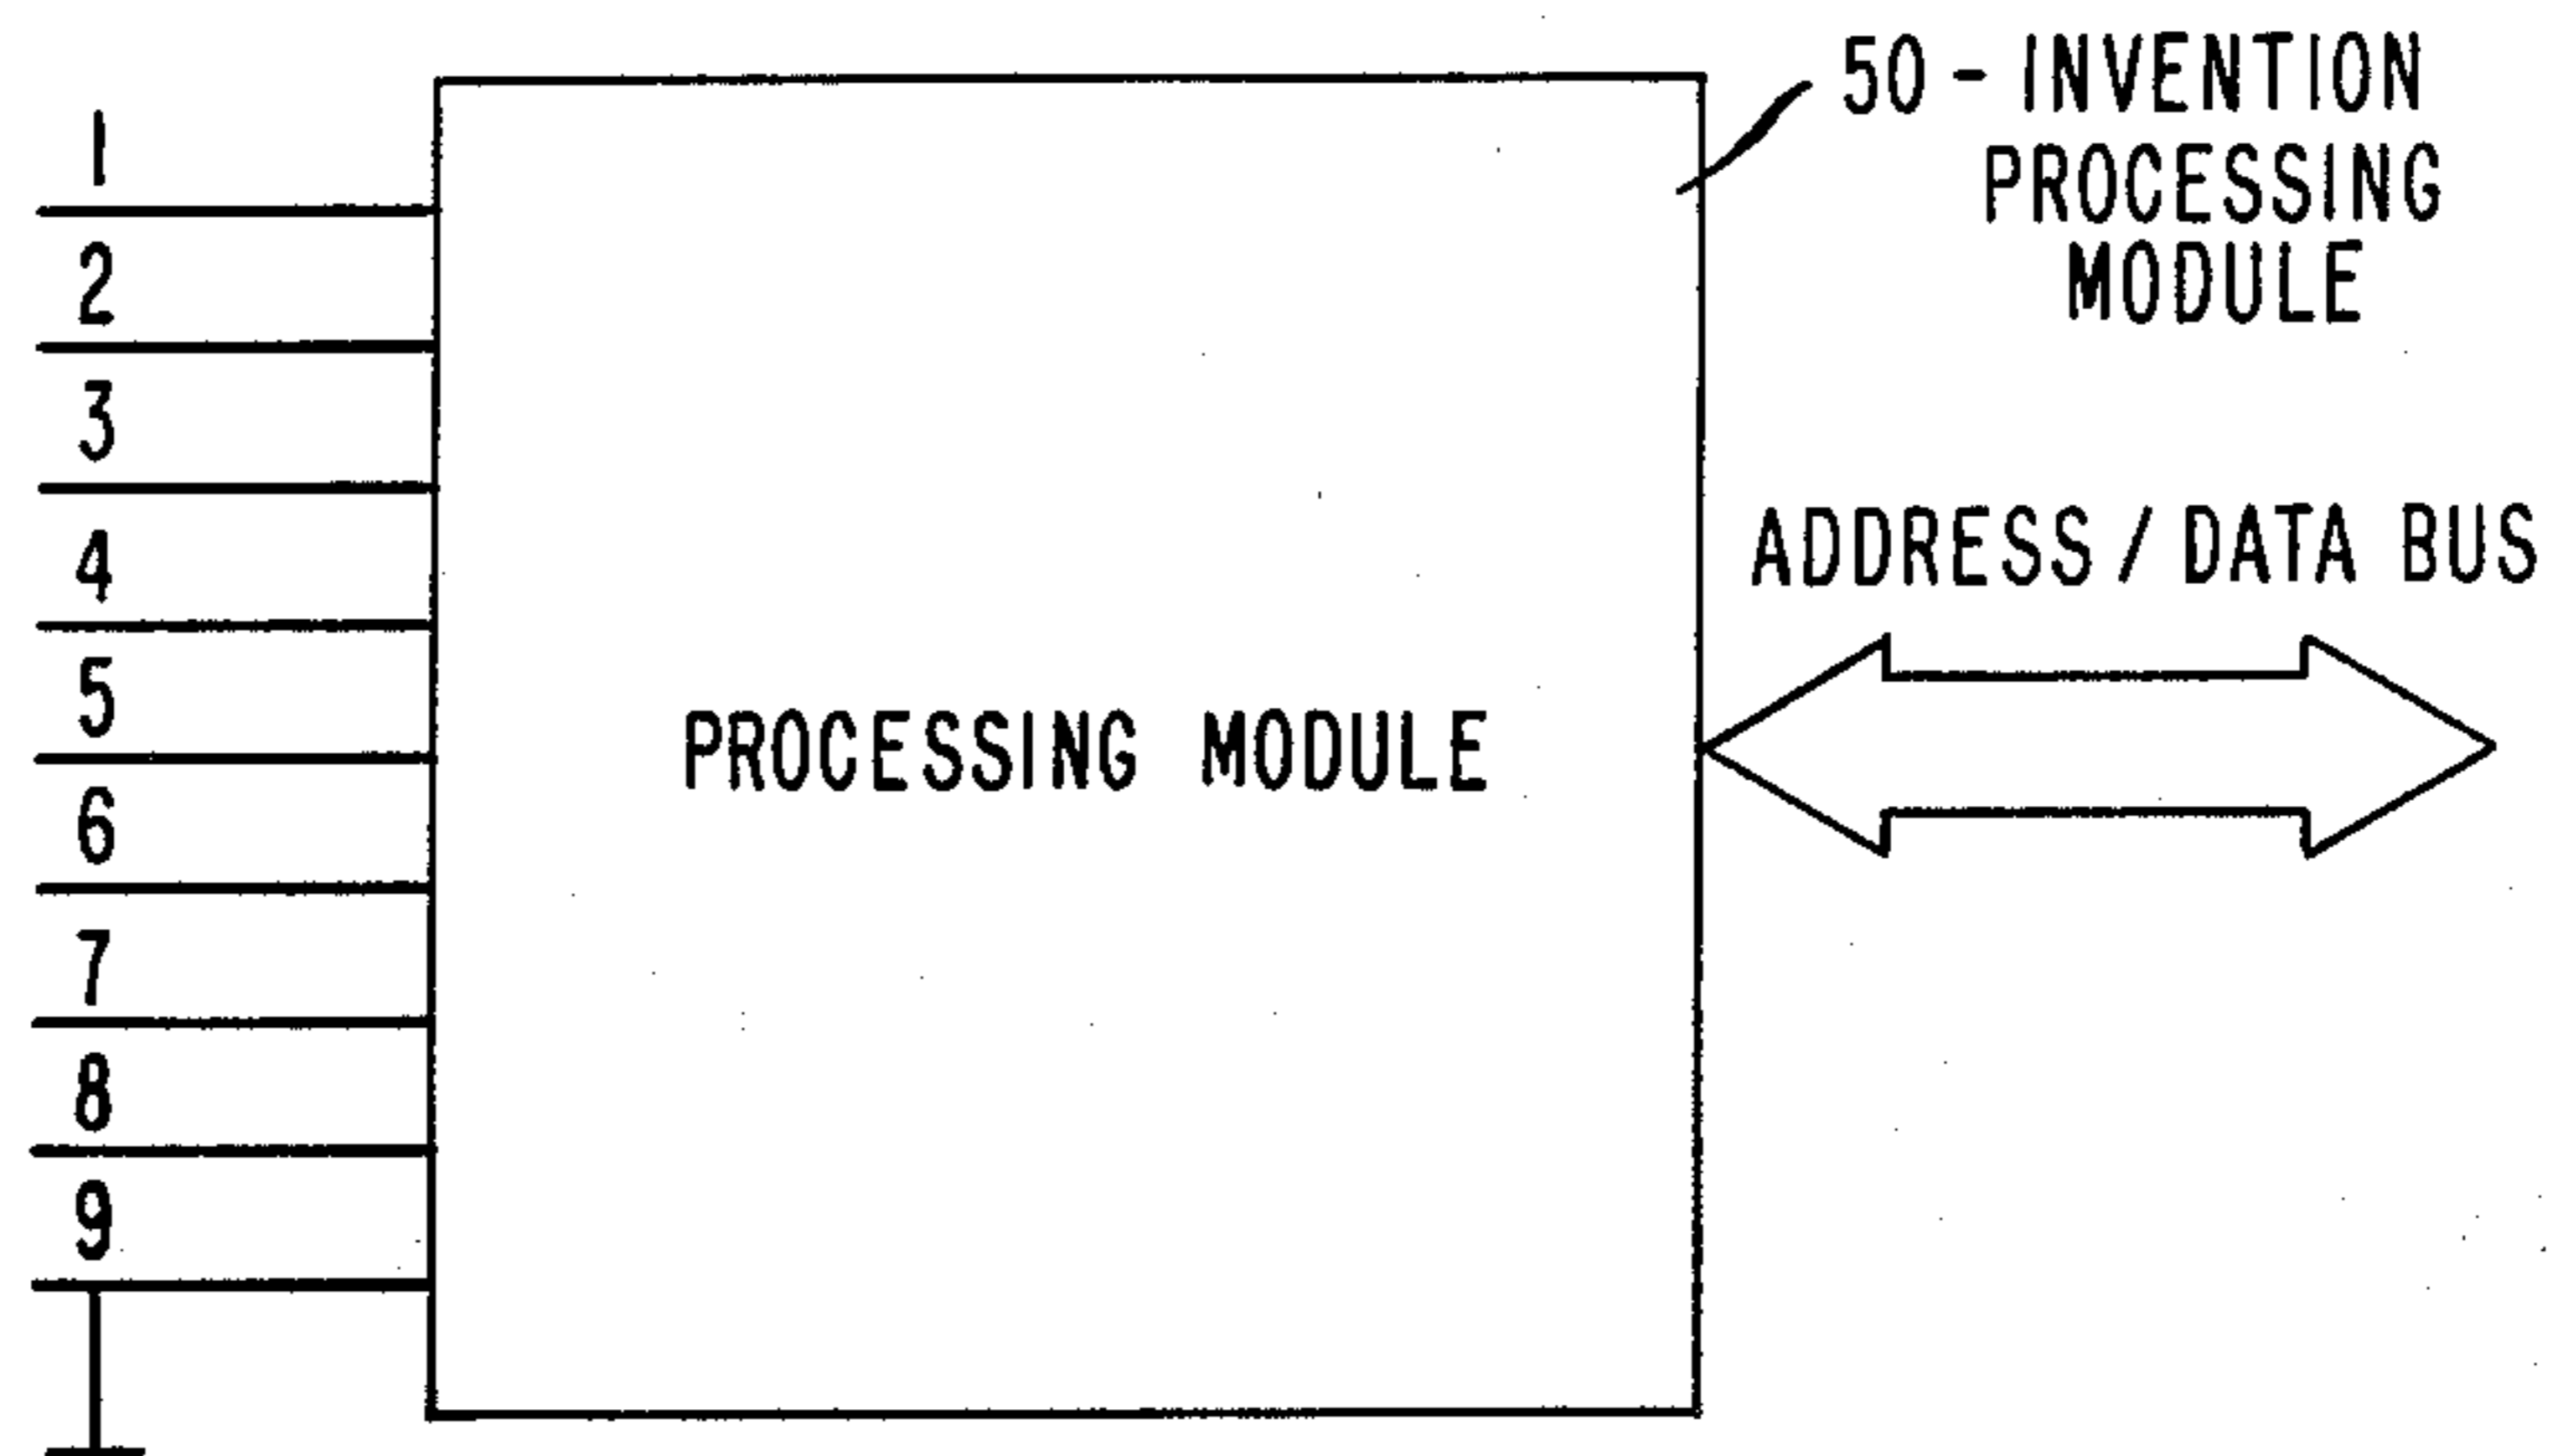 1
2
3
4
5
6
7
8
9
PROCESSING MODULE
50 - INVENTION
PROCESSING
MODULE
ADDRESS / DATA BUS